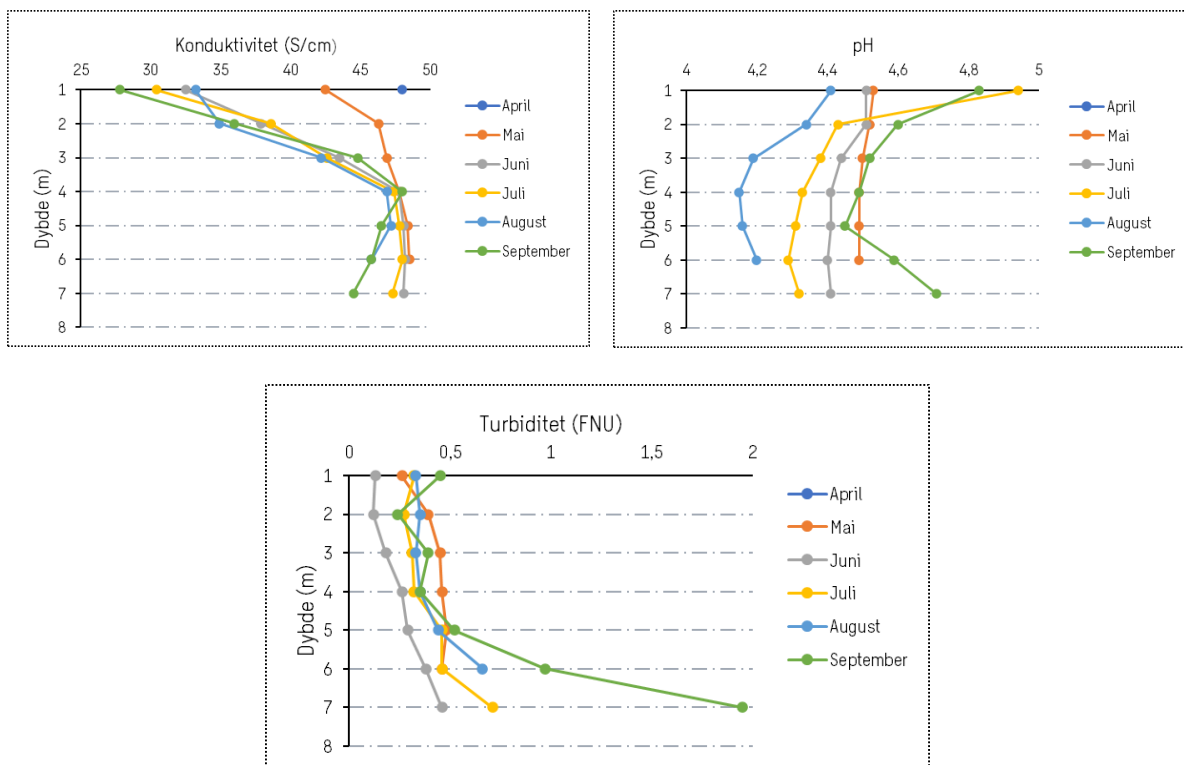 Konduktivitet (S/cm)
25 30 35 40 45 50
1
2
3
4
5
6
7
8
Dybde (m)
April
Mai
Juni
Juli
August
September
pH
4 4,2 4,4 4,6 4,8 5
1
2
3
4
5
6
7
8
Dybde (m)
April
Mai
Juni
Juli
August
September
Turbiditet (FNU)
0 0,5 1 1,5 2
1
2
3
4
5
6
7
8
Dybde (m)
April
Mai
Juni
Juli
August
September